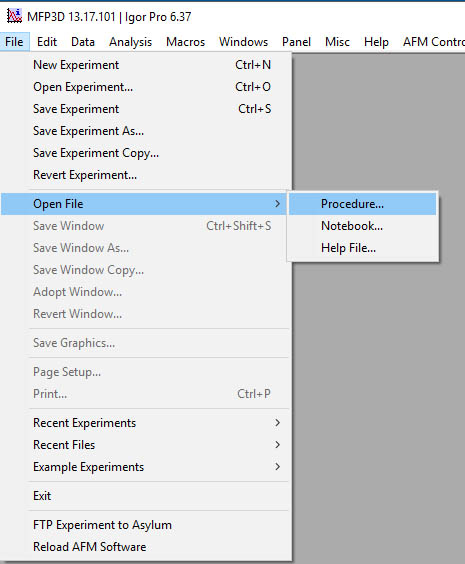 MFP3D 13.17.101 | Igor Pro 6.37
File Edit Data Analysis Macros Windows Panel Misc Help AFM Contro
New Experiment Ctrl+N
Open Experiment... Ctrl+O
Save Experiment Ctrl+S
Save Experiment As...
Save Experiment Copy...
Revert Experiment...
Open File Procedure...
Save Window Ctrl+Shift+S Notebook...
Save Window As... Help File...
Save Window Copy...
Adopt Window...
Revert Window...
Save Graphics...
Page Setup...
Print... Ctrl+P
Recent Experiments
Recent Files
Example Experiments
Exit
FTP Experiment to Asylum
Reload AFM Software